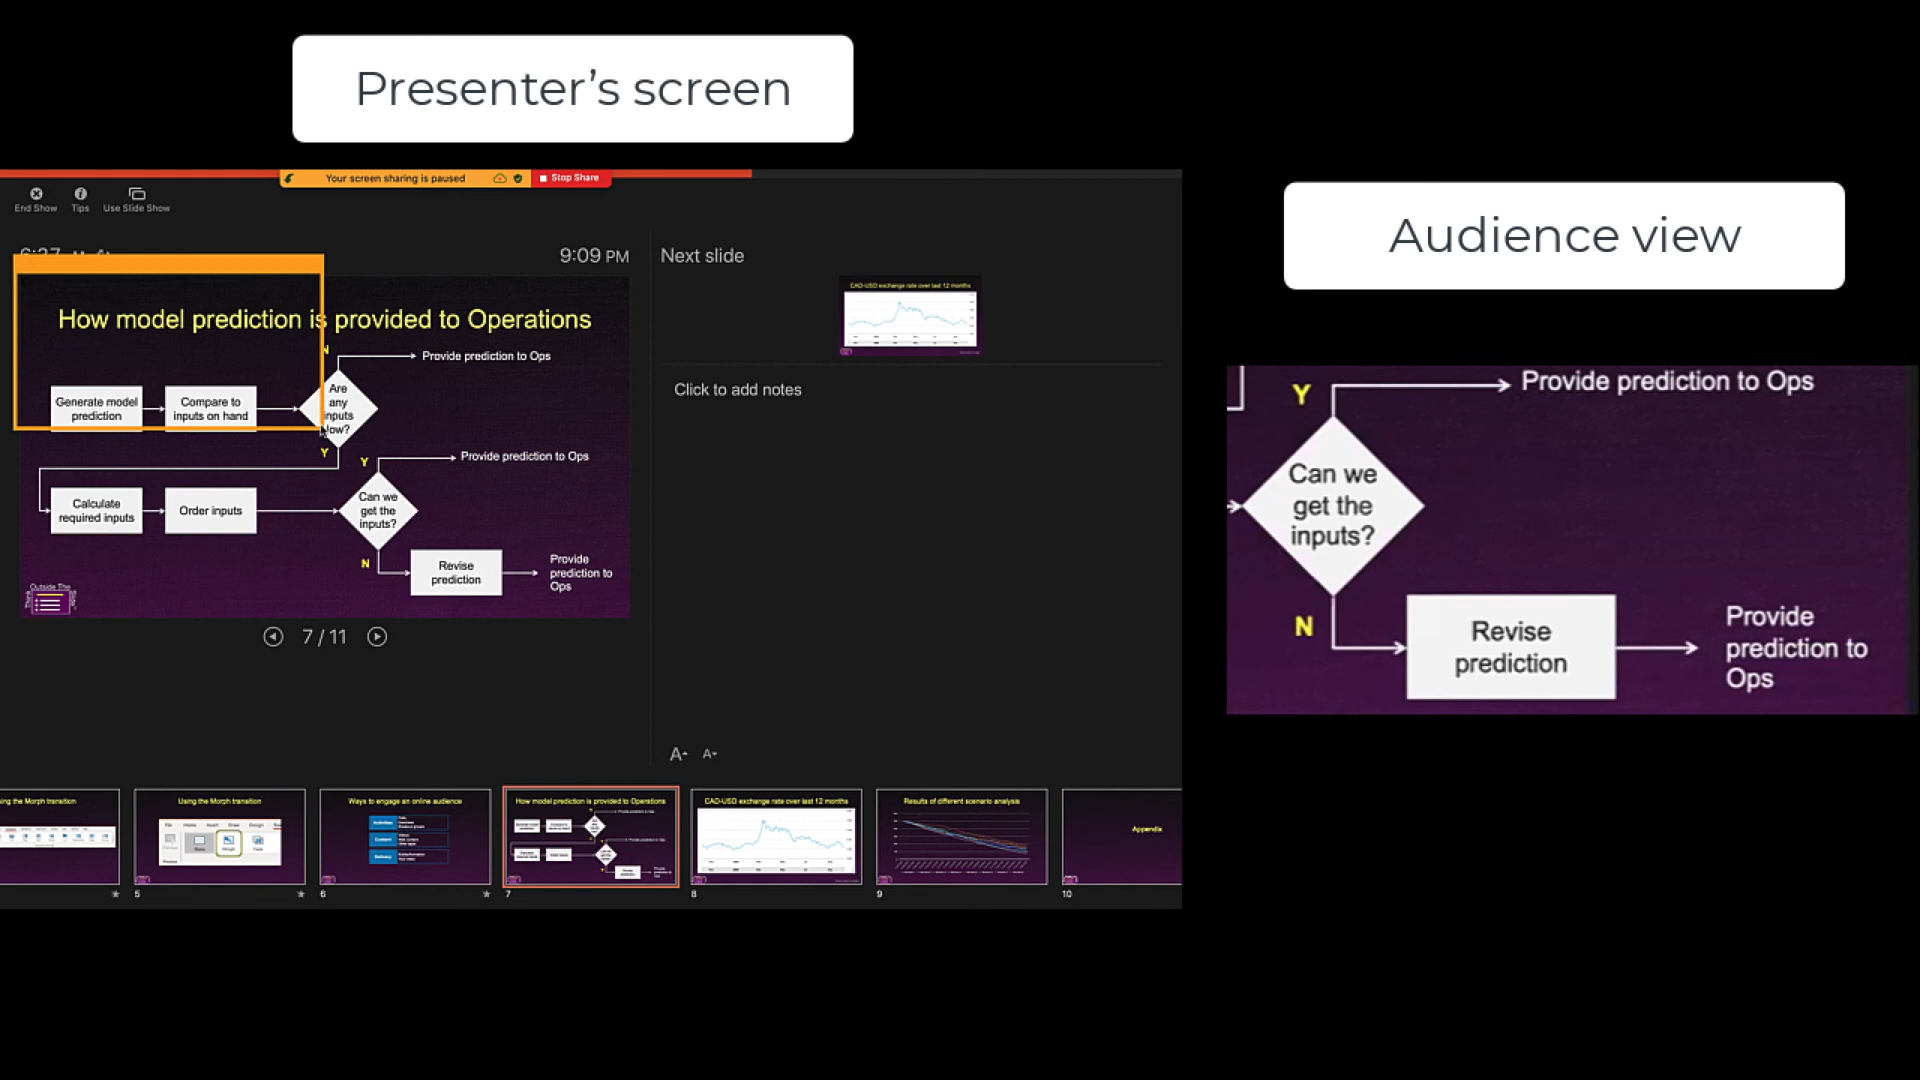 Presenter's screen
Your screen sharing is paused
Stop Share
End Show
Tips
Use Slide Show
9:09 PM
How model prediction is provided to Operations
N
Provide prediction to Ops
Generate model
prediction
Compare to
inputs on hand
Are
any
inputs
low?
Y
Y
Provide prediction to Ops
Calculate
required inputs
Order inputs
Can we
get the
inputs?
N
Revise
prediction
Provide
prediction to
Ops
Outside The
7 / 11
Next slide
CAD-USD exchange rate over last 12 months
Click to add notes
A
A
Audience view
Y
Provide prediction to Ops
Can we
get the
inputs?
N
Revise
prediction
Provide
prediction to
Ops
ing the Morph transition
Using the Morph transition
5
Ways to engage an online audience
Activities
Content
Delivery
6
How model prediction is provided to Operations
7
CAD-USD exchange rate over last 12 months
8
Results of different scenario analysis
9
Appendix
10